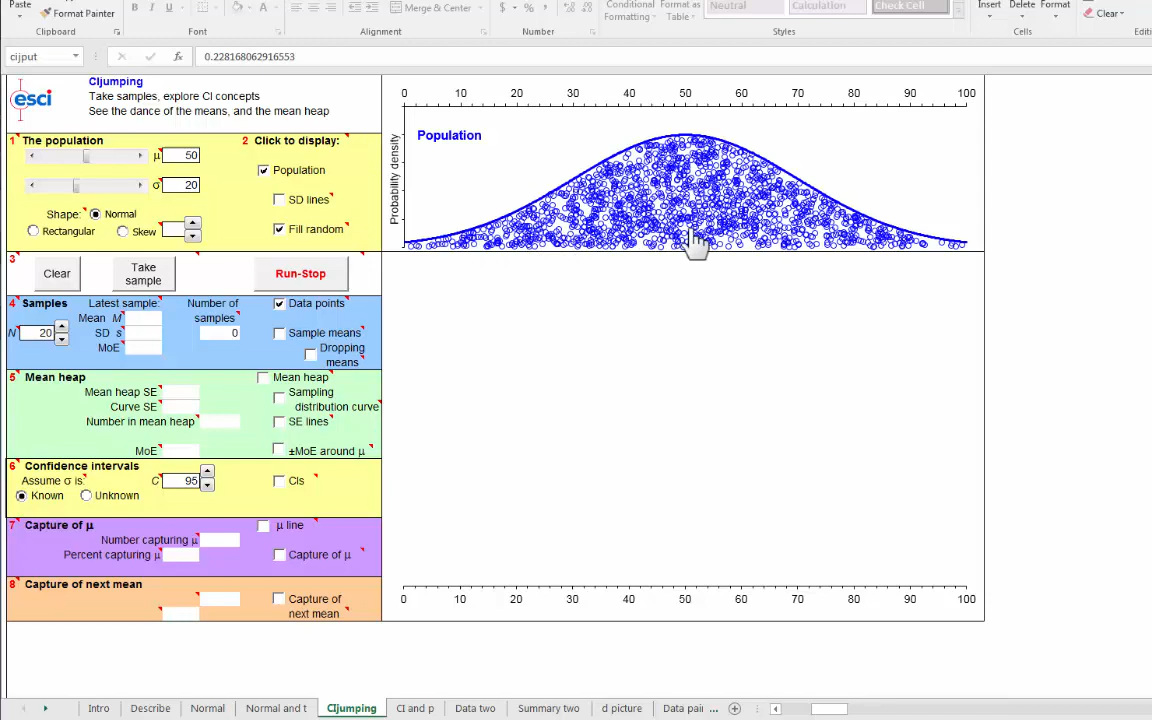 Paste
Format Painter
B I U
A
Merge & Center
$ % ,
Conditional Formatting
Format as Table
Neutral
Calculation
Check Cell
Insert Delete Format
Clear
Clipboard
Font
Alignment
Number
Styles
Cells
cijput
fx
0.228168062916553
esci
CIjumping
Take samples, explore CI concepts
See the dance of the means, and the mean heap
1 The population
μ 50
σ 20
Shape: Normal
Rectangular Skew
2 Click to display:
Population
SD lines
Fill random
3
Clear
Take sample
Run-Stop
4 Samples
Latest sample:
Number of samples
Mean M
N 20
SD s
0
MoE
Data points
Sample means
Dropping means
5 Mean heap
Mean heap
Mean heap SE
Sampling distribution curve
Curve SE
Number in mean heap
SE lines
MoE
±MoE around μ
6 Confidence intervals
Assume σ is:
C 95
CIs
Known Unknown
7 Capture of μ
μ line
Number capturing μ
Percent capturing μ
Capture of μ
8 Capture of next mean
Capture of next mean
0 10 20 30 40 50 60 70 80 90 100
Population
Probability density
0 10 20 30 40 50 60 70 80 90 100
Intro Describe Normal Normal and t CIjumping CI and p Data two Summary two d picture Data pair ...